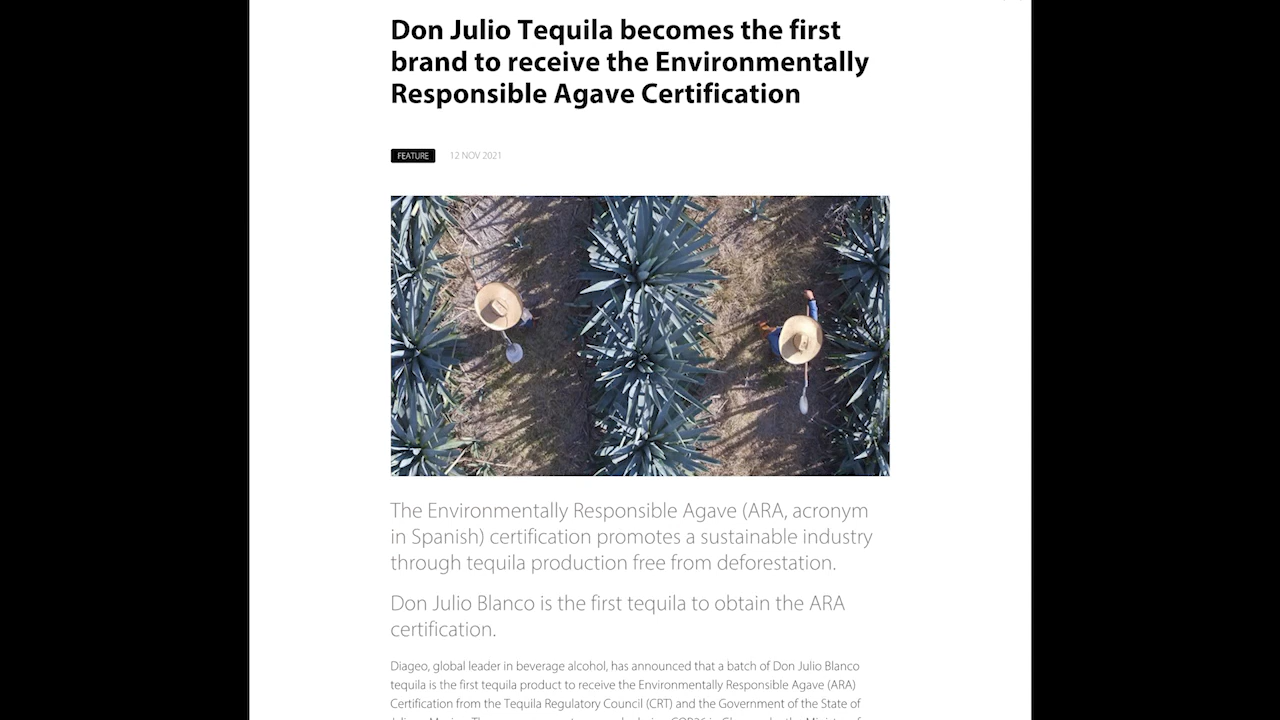 Don Julio Tequila becomes the first
brand to receive the Environmentally
Responsible Agave Certification
FEATURE 12 NOV 2021
The Environmentally Responsible Agave (ARA, acronym
in Spanish) certification promotes a sustainable industry
through tequila production free from deforestation.
Don Julio Blanco is the first tequila to obtain the ARA
certification.
Diageo, global leader in beverage alcohol, has announced that a batch of Don Julio Blanco
tequila is the first tequila product to receive the Environmentally Responsible Agave (ARA)
Certification from the Tequila Regulatory Council (CRT) and the Government of the State of